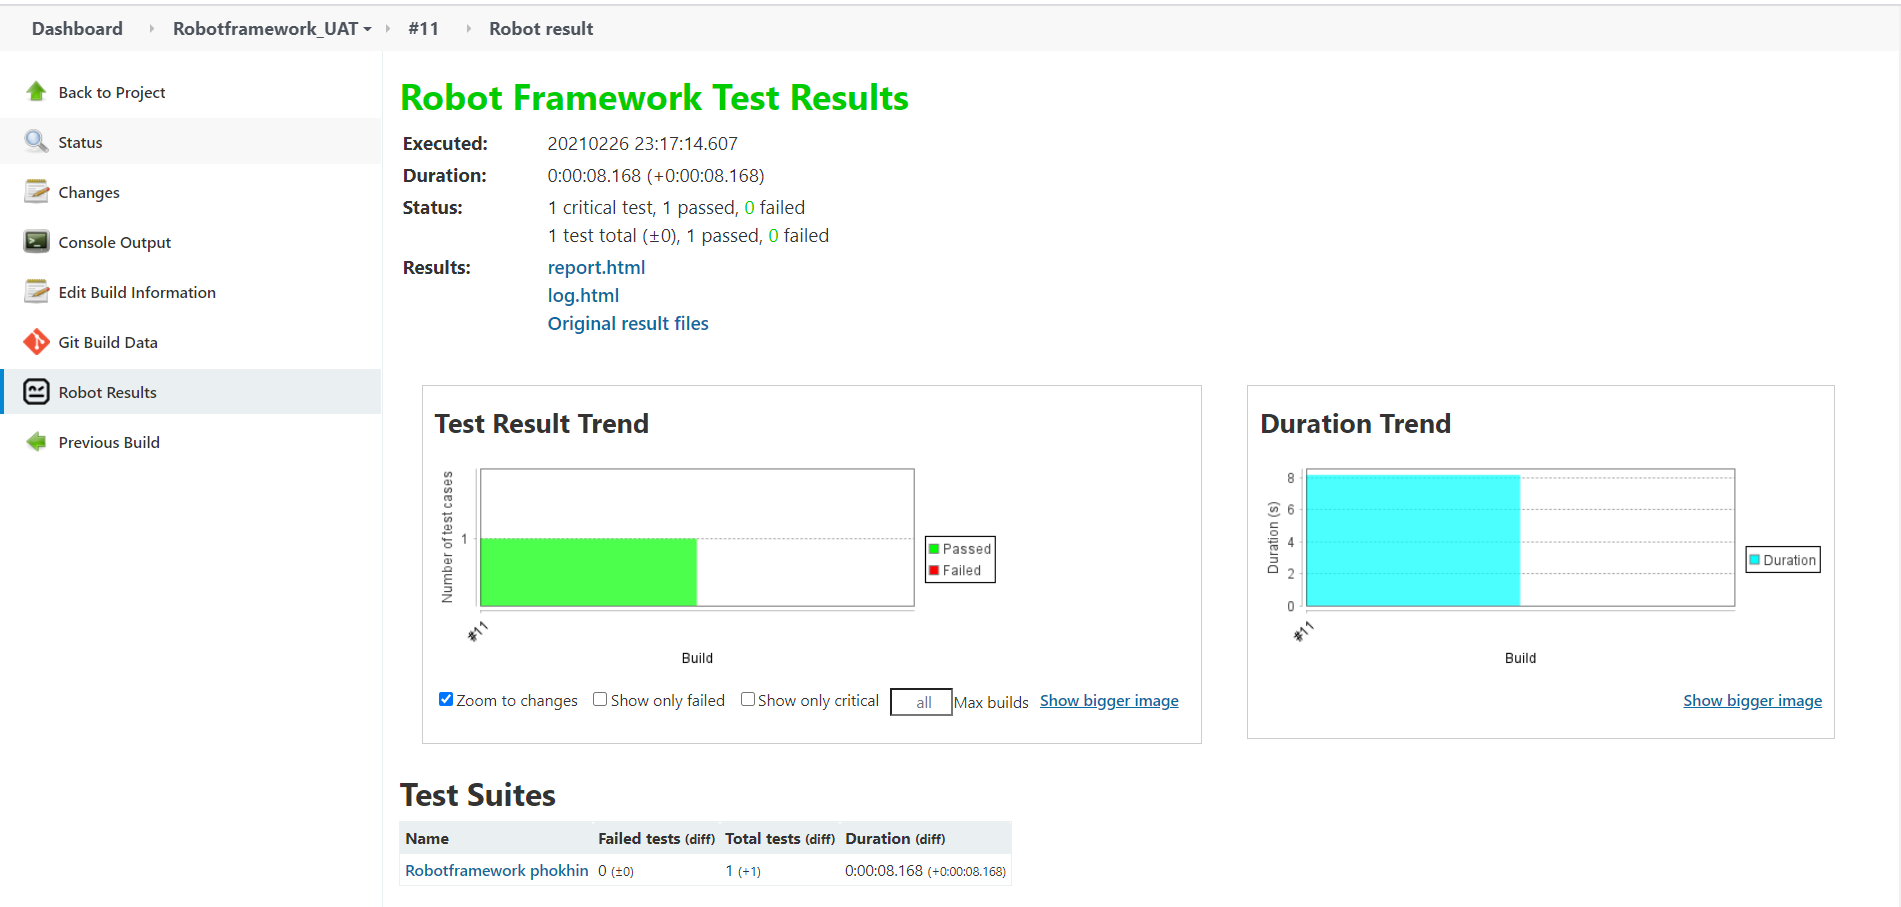 Dashboard Robotframework_UAT #11 Robot result
Back to Project
Status
Changes
Console Output
Edit Build Information
Git Build Data
Robot Results
Previous Build
Robot Framework Test Results
Executed: 20210226 23:17:14.607
Duration: 0:00:08.168 (+0:00:08.168)
Status: 1 critical test, 1 passed, 0 failed
1 test total (±0), 1 passed, 0 failed
Results: report.html
log.html
Original result files
Test Result Trend
Number of test cases
1
#11
Build
Passed
Failed
Zoom to changes Show only failed Show only critical all Max builds Show bigger image
Duration Trend
Duration (s)
8
6
4
2
0
#11
Build
Duration
Show bigger image
Test Suites
Name Failed tests (diff) Total tests (diff) Duration (diff)
Robotframework phokhin 0 (±0) 1 (+1) 0:00:08.168 (+0:00:08.168)